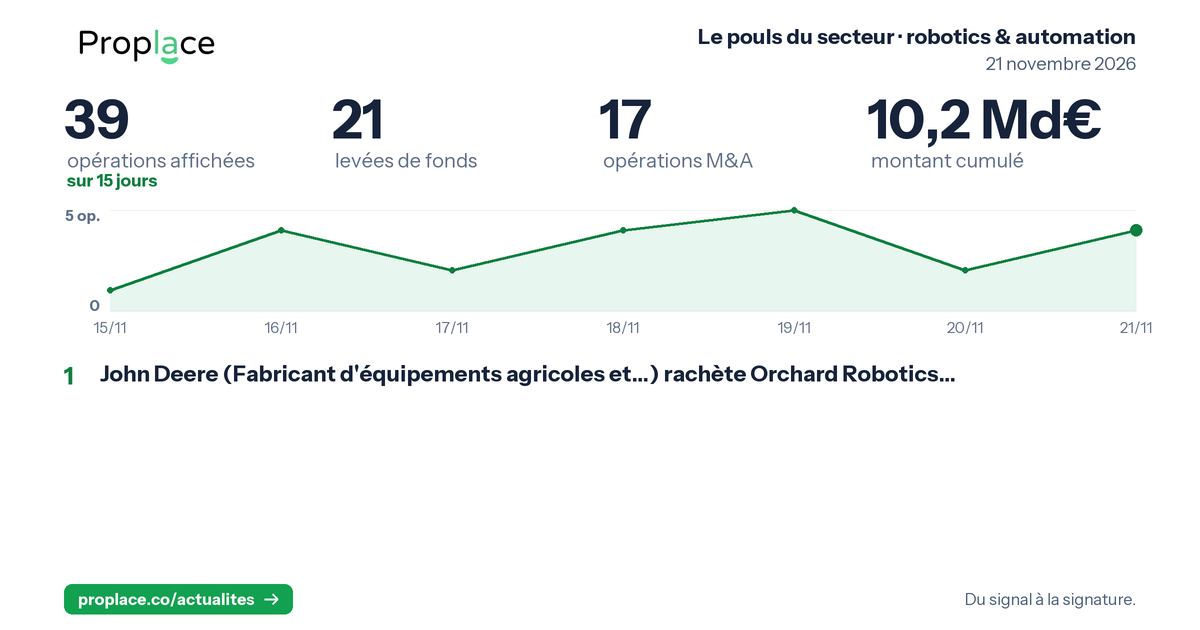 Proplace
Le pouls du secteur · robotics & automation
21 novembre 2026
39
opérations affichées
sur 15 jours
21
levées de fonds
17
opérations M&A
10,2 Md€
montant cumulé
5 op.
0
15/11 16/11 17/11 18/11 19/11 20/11 21/11
1 John Deere (Fabricant d'équipements agricoles et...) rachète Orchard Robotics...
proplace.co/actualites →
Du signal à la signature.